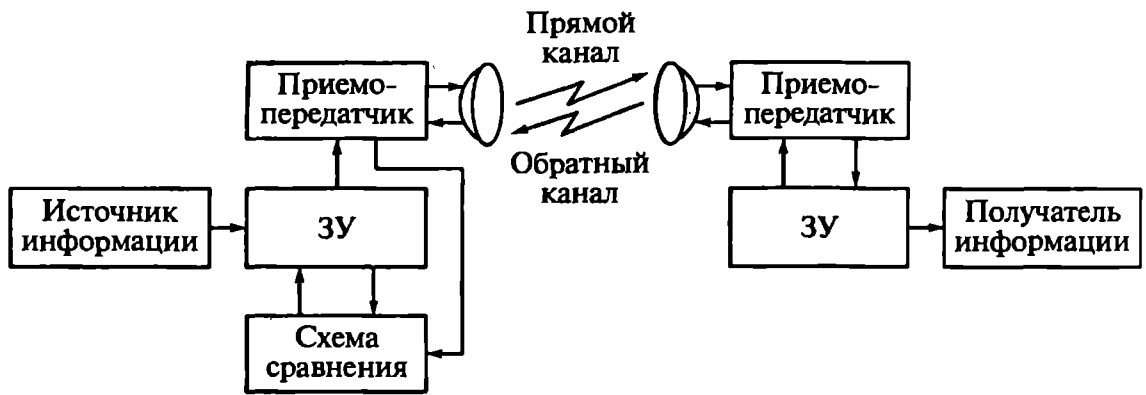 Прямой
канал
Приемо-
передатчик
Приемо-
передатчик
Обратный
канал
Источник
информации
ЗУ
ЗУ
Получатель
информации
Схема
сравнения